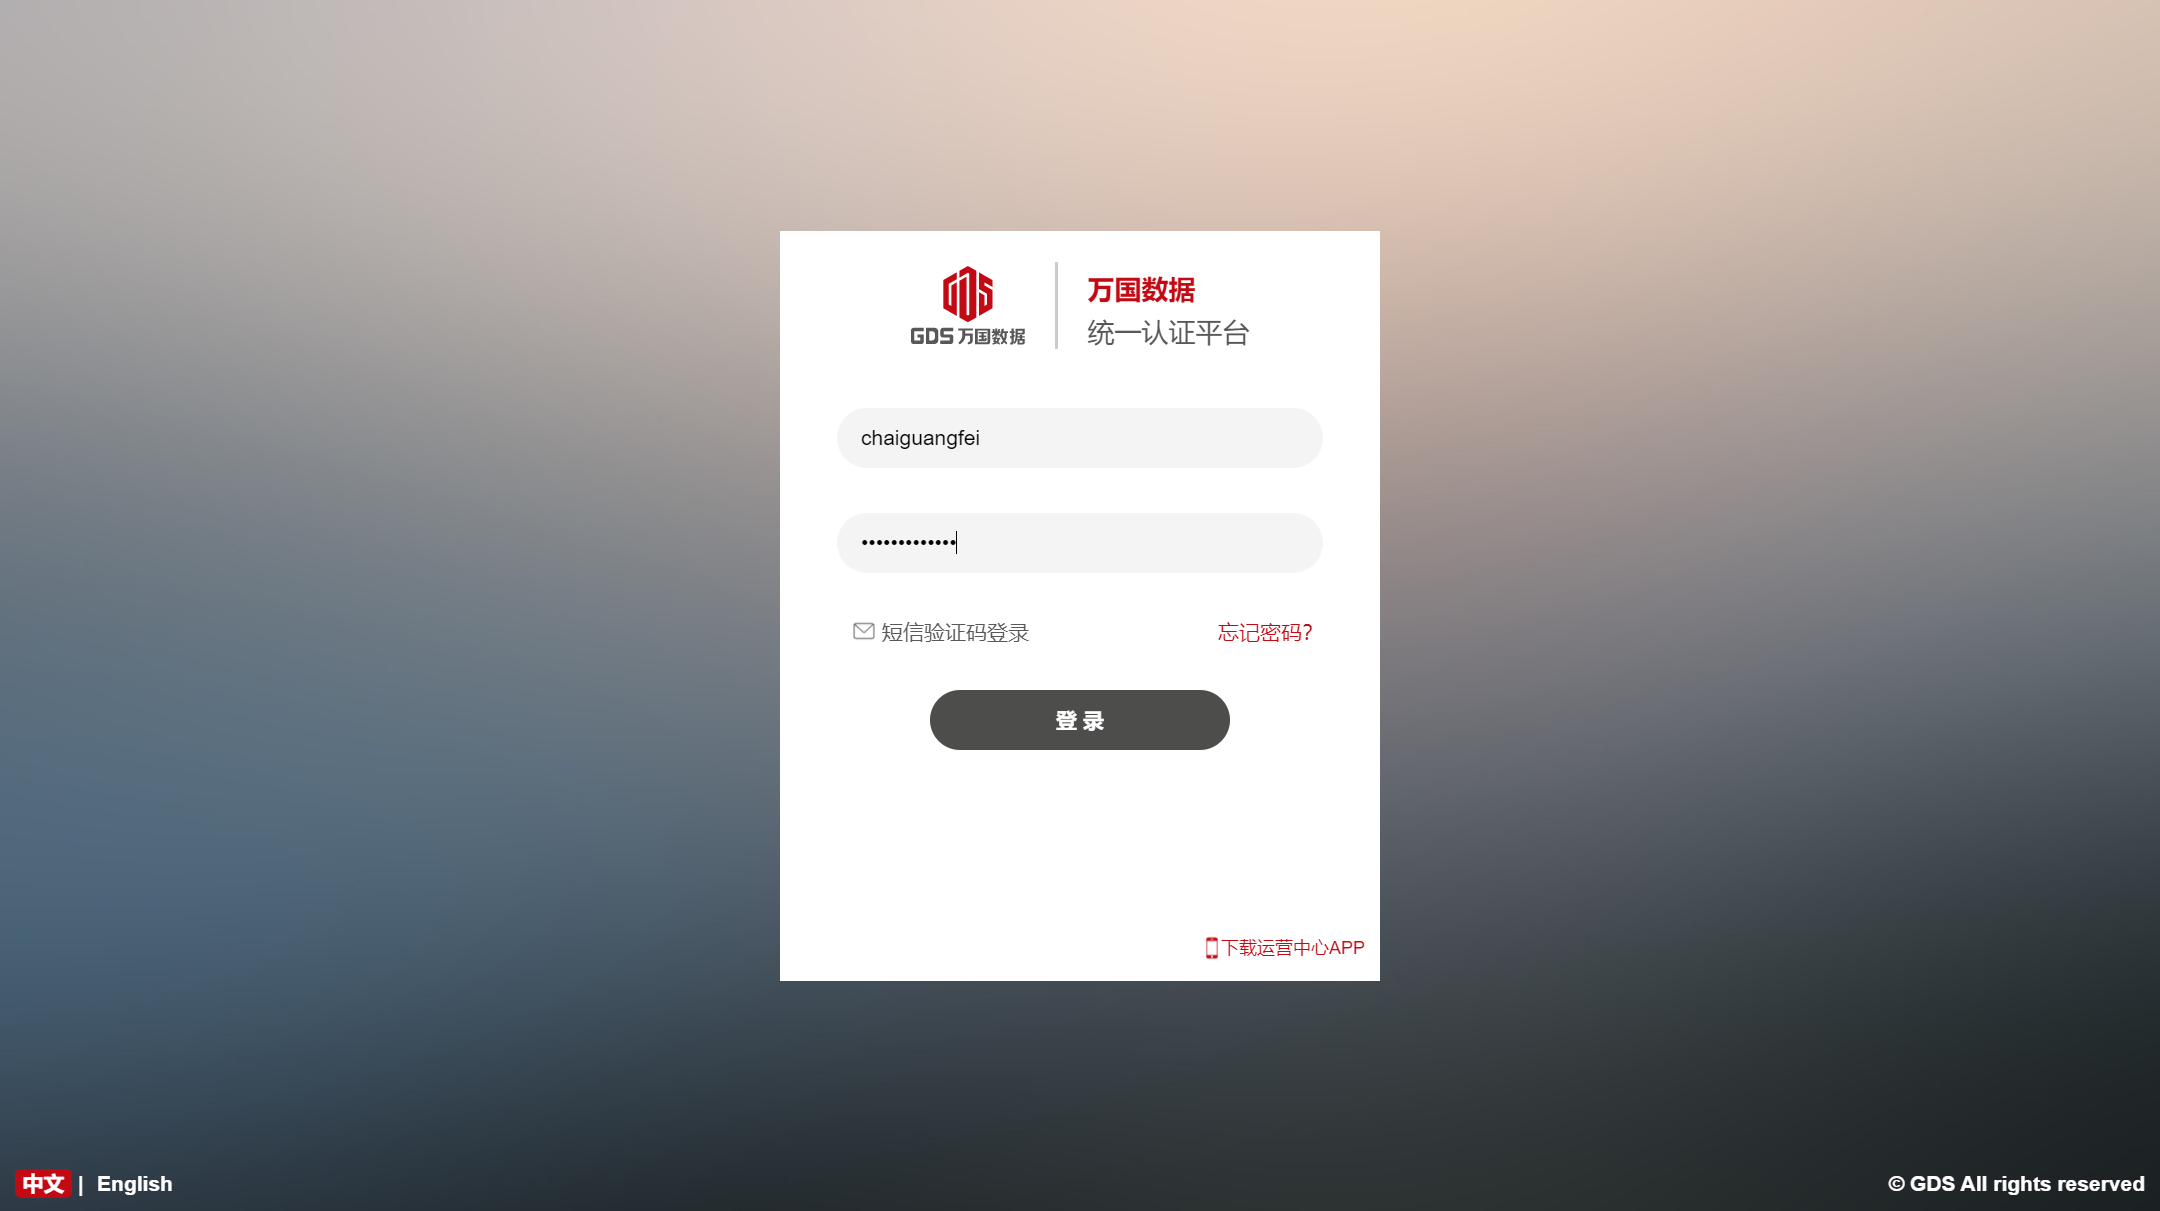 GDS 万国数据
万国数据
统一认证平台
chaiguangfei
•••••••••••••
短信验证码登录
忘记密码?
登 录
下载运营中心APP
中文 | English
© GDS All rights reserved